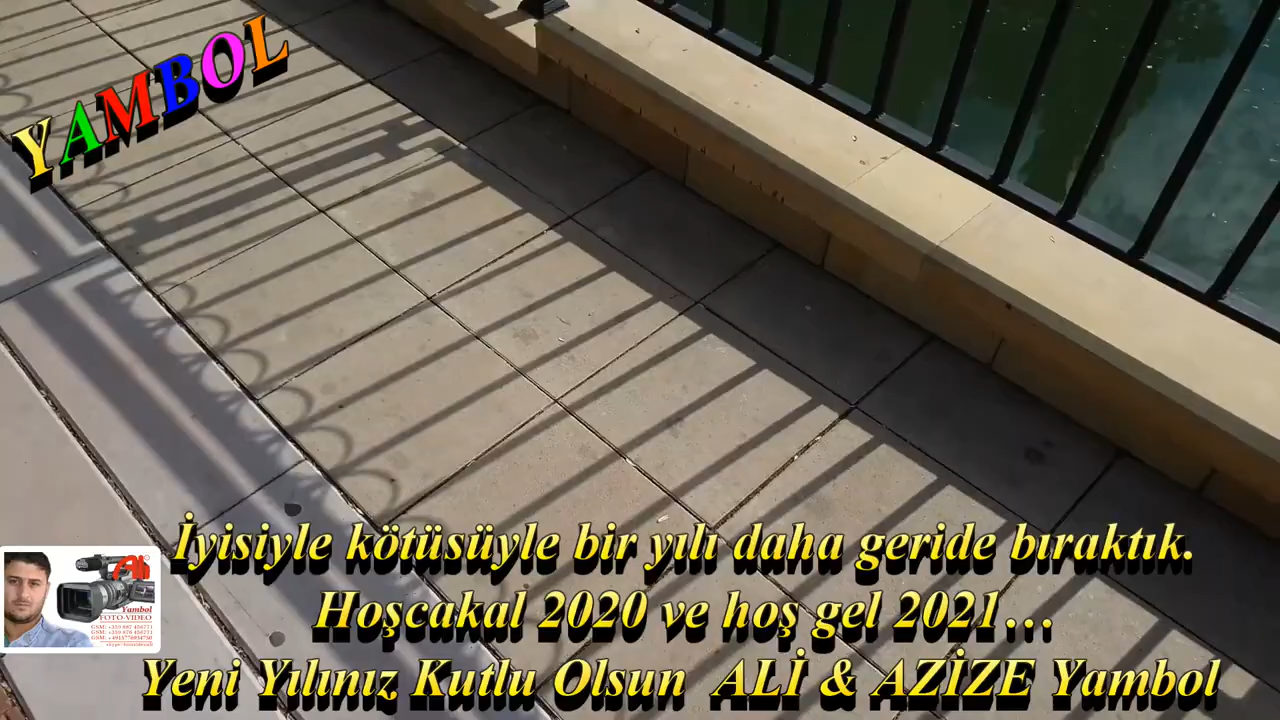 YAMBOL
İyisiyle kötüsüyle bir yılı daha geride bıraktık.
Hoşcakal 2020 ve hoş gel 2021...
Yeni Yılınız Kutlu Olsun ALİ & AZİZE Yambol
Ali
Yambol
FOTO-VIDEO